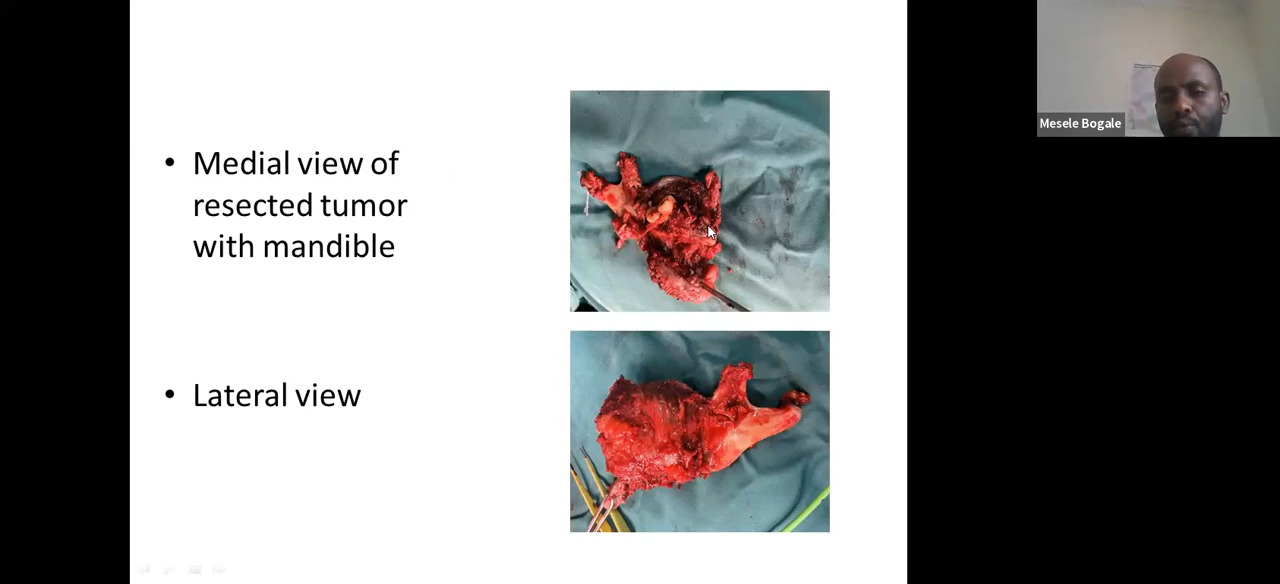 • Medial view of
resected tumor
with mandible
• Lateral view
Mesele Bogale